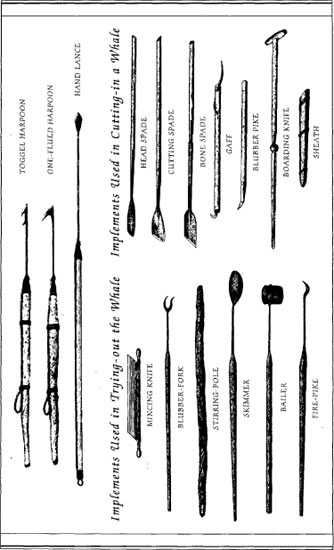 TOGGEL HARPOON
ONE-FLUED HARPOON
HAND LANCE
Implements Used in Cutting-in a Whale
HEAD SPADE
CUTTING SPADE
BONE SPADE
GAFF
BLUBBER PIKE
BOARDING KNIFE
SHEATH
Implements Used in Trying-out the Whale
MINCING KNIFE
BLUBBER-FORK
STIRRING-POLE
SKIMMER
BAILER
FIRE-PIKE